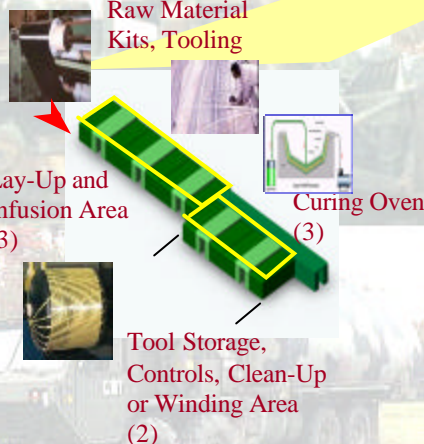 Raw Material
Kits, Tooling
Lay-Up and
nfusion Area
3)
Curing Oven
(3)
Tool Storage,
Controls, Clean-Up
or Winding Area
(2)